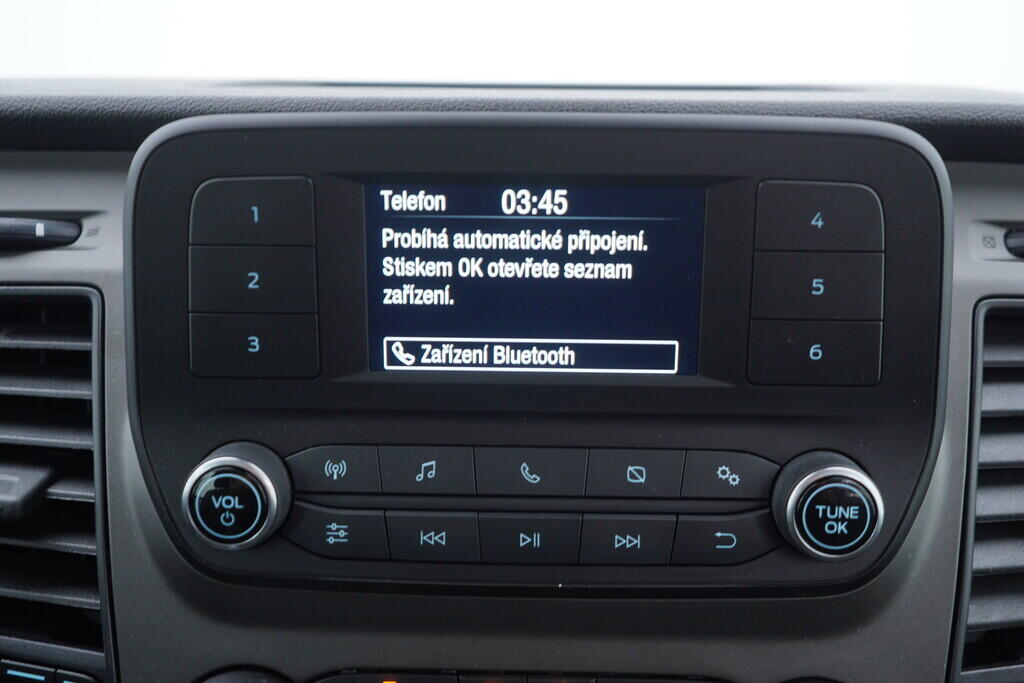 Telefon 03:45
Probíhá automatické připojení.
Stiskem OK otevřete seznam
zařízení.
Zařízení Bluetooth
1
2
3
4
5
6
VOL
TUNE
OK